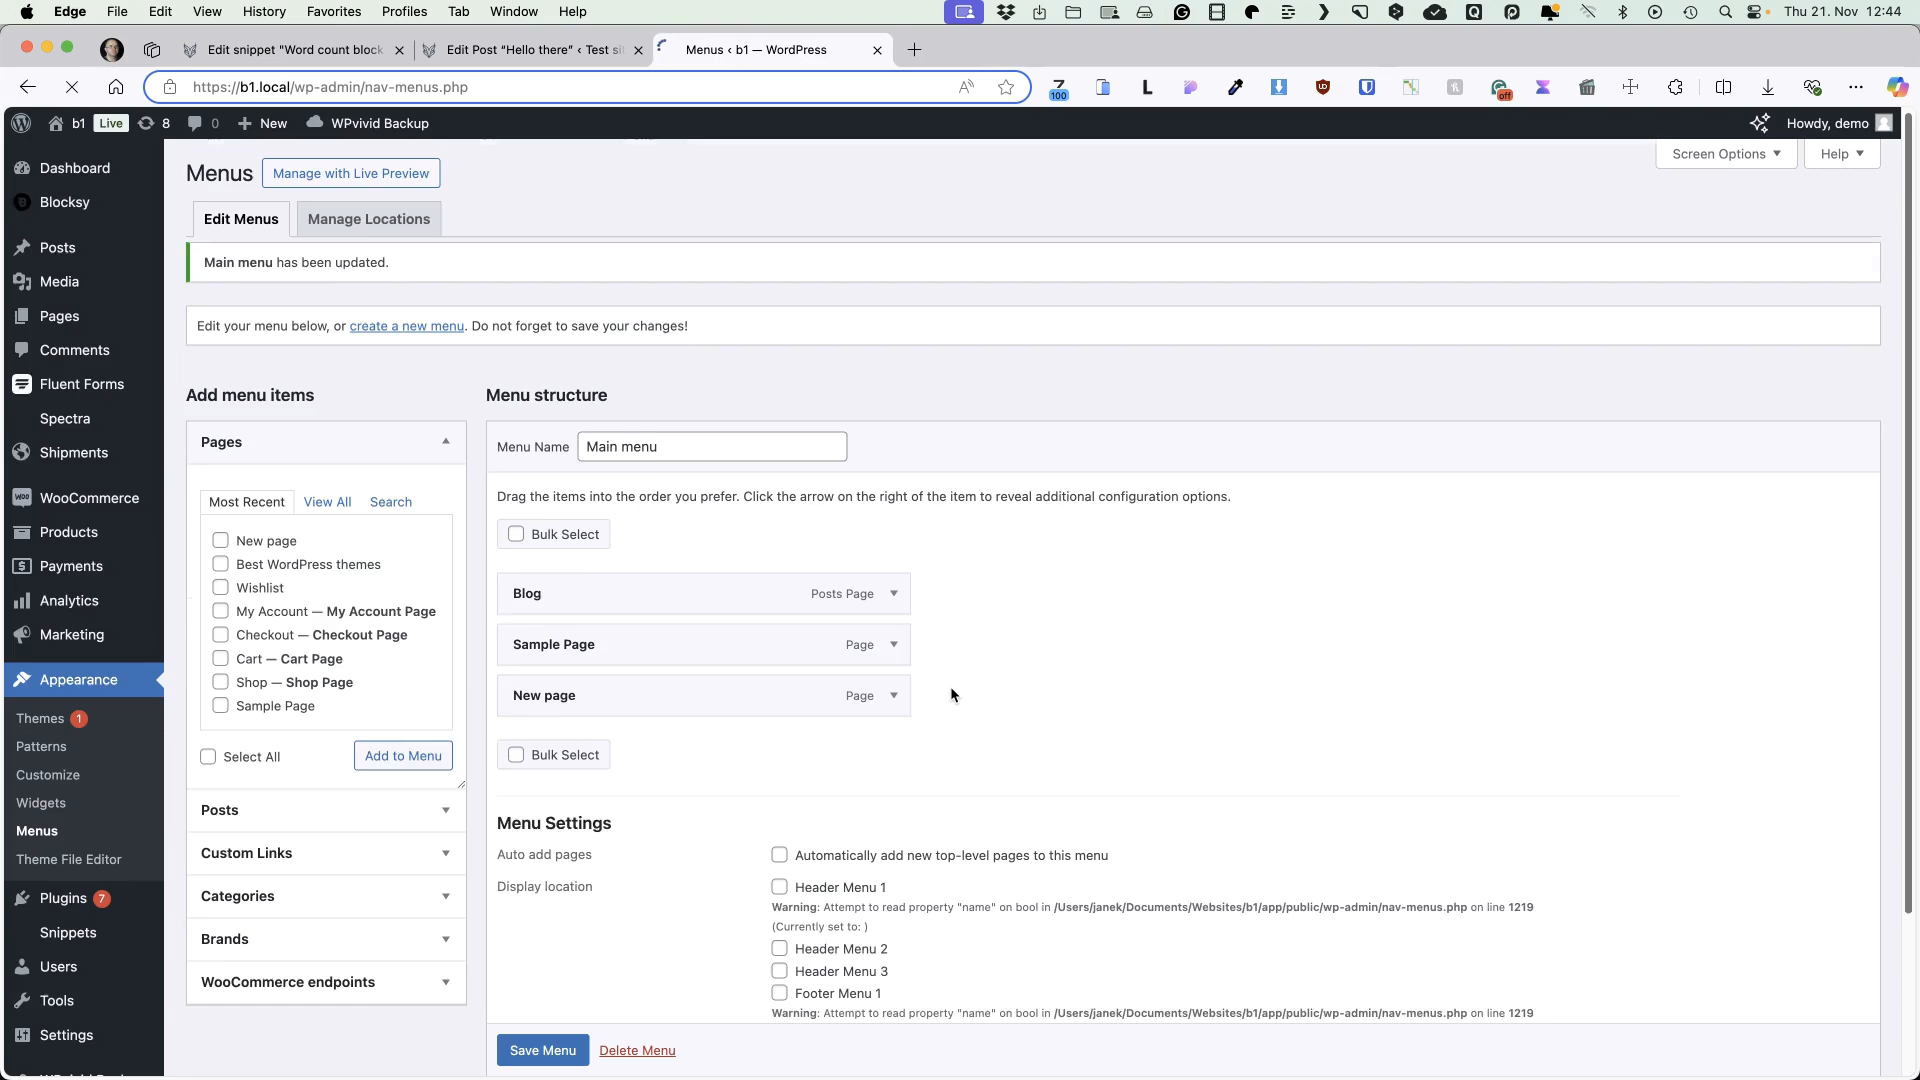 Edge File Edit View History Favorites Profiles Tab Window Help Thu 21. Nov 12:44
Edit snippet "Word count block Edit Post "Hello there" ‹ Test sit Menus ‹ b1 — WordPress
https://b1.local/wp-admin/nav-menus.php
100
off
b1 Live 8 0 New WPvivid Backup Howdy, demo
Dashboard
Blocksy
Posts
Media
Pages
Comments
Fluent Forms
Spectra
Shipments
WooCommerce
Products
Payments
Analytics
Marketing
Appearance
Themes 1
Patterns
Customize
Widgets
Menus
Theme File Editor
Plugins 7
Snippets
Users
Tools
Settings
Menus Manage with Live Preview
Screen Options Help
Edit Menus Manage Locations
Main menu has been updated.
Edit your menu below, or create a new menu. Do not forget to save your changes!
Add menu items
Pages
Most Recent View All Search
New page
Best WordPress themes
Wishlist
My Account — My Account Page
Checkout — Checkout Page
Cart — Cart Page
Shop — Shop Page
Sample Page
Select All Add to Menu
Posts
Custom Links
Categories
Brands
WooCommerce endpoints
Menu structure
Menu Name Main menu
Drag the items into the order you prefer. Click the arrow on the right of the item to reveal additional configuration options.
Bulk Select
Blog Posts Page
Sample Page Page
New page Page
Bulk Select
Menu Settings
Auto add pages Automatically add new top-level pages to this menu
Display location Header Menu 1
Warning: Attempt to read property "name" on bool in /Users/janek/Documents/Websites/b1/app/public/wp-admin/nav-menus.php on line 1219
(Currently set to: )
Header Menu 2
Header Menu 3
Footer Menu 1
Warning: Attempt to read property "name" on bool in /Users/janek/Documents/Websites/b1/app/public/wp-admin/nav-menus.php on line 1219
Save Menu Delete Menu